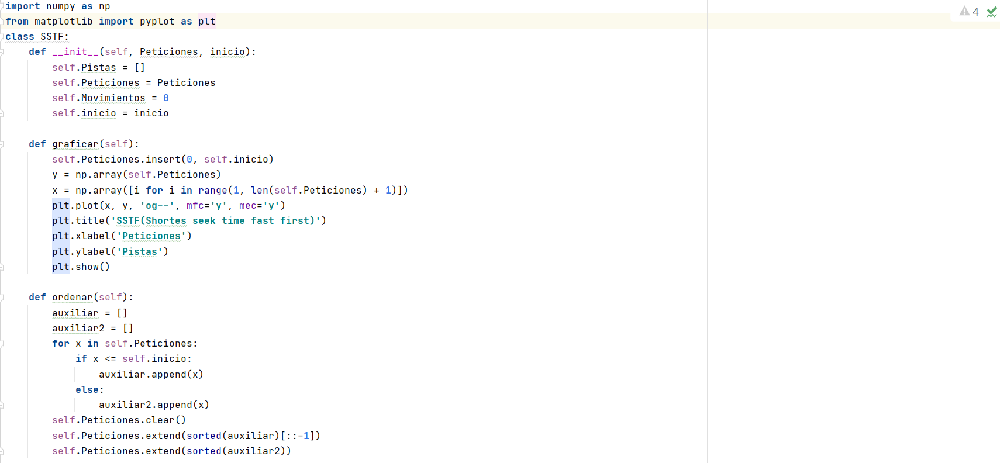 import numpy as np
from matplotlib import pyplot as plt
class SSTF:
    def __init__(self, Peticiones, inicio):
        self.Pistas = []
        self.Peticiones = Peticiones
        self.Movimientos = 0
        self.inicio = inicio

    def graficar(self):
        self.Peticiones.insert(0, self.inicio)
        y = np.array(self.Peticiones)
        x = np.array([i for i in range(1, len(self.Peticiones) + 1)])
        plt.plot(x, y, 'og--', mfc='y', mec='y')
        plt.title('SSTF(Shortes seek time fast first)')
        plt.xlabel('Peticiones')
        plt.ylabel('Pistas')
        plt.show()

    def ordenar(self):
        auxiliar = []
        auxiliar2 = []
        for x in self.Peticiones:
            if x <= self.inicio:
                auxiliar.append(x)
            else:
                auxiliar2.append(x)
        self.Peticiones.clear()
        self.Peticiones.extend(sorted(auxiliar)[::-1])
        self.Peticiones.extend(sorted(auxiliar2))
4